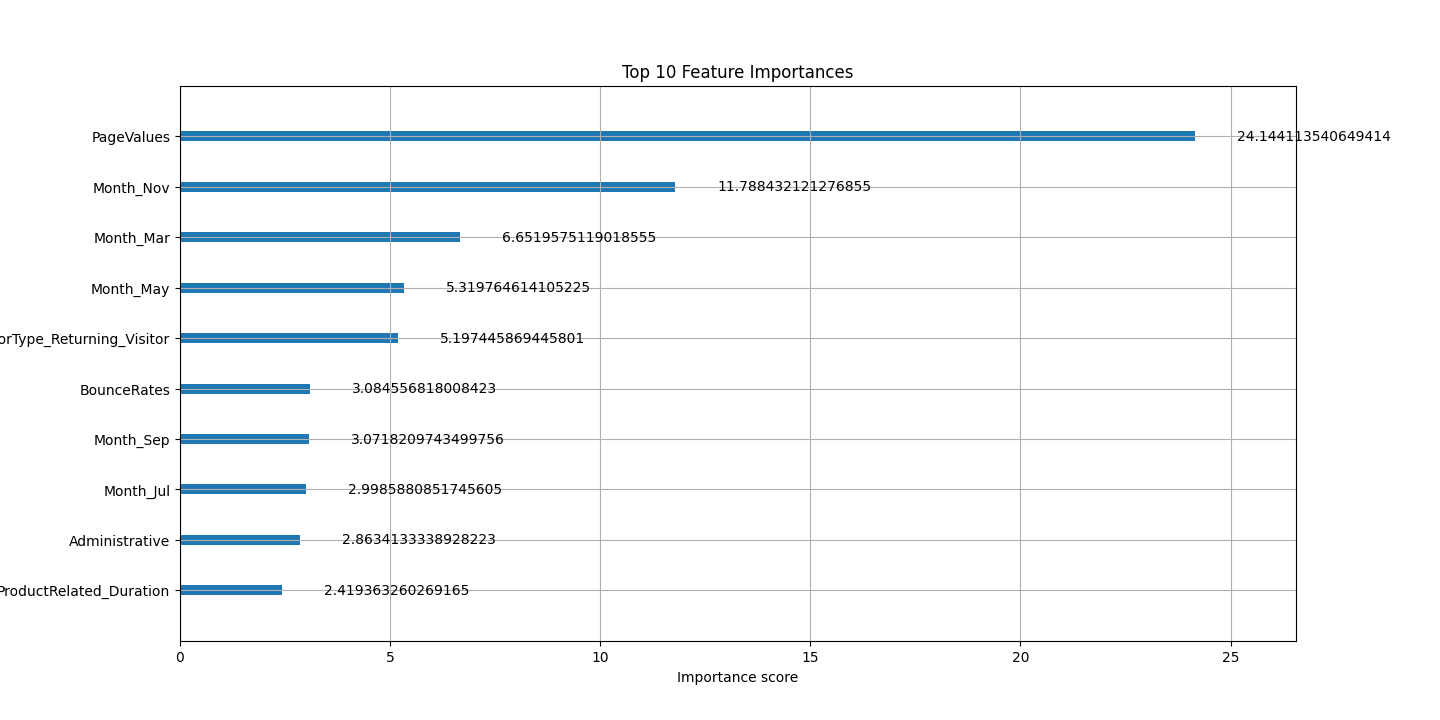 Top 10 Feature Importances
PageValues 24.144113540649414
Month_Nov 11.788432121276855
Month_Mar 6.6519575119018555
Month_May 5.319764614105225
orType_Returning_Visitor 5.197445869445801
BounceRates 3.084556818008423
Month_Sep 3.0718209743499756
Month_Jul 2.9985880851745605
Administrative 2.8634133338928223
ProductRelated_Duration 2.419363260269165
0 5 10 15 20 25
Importance score